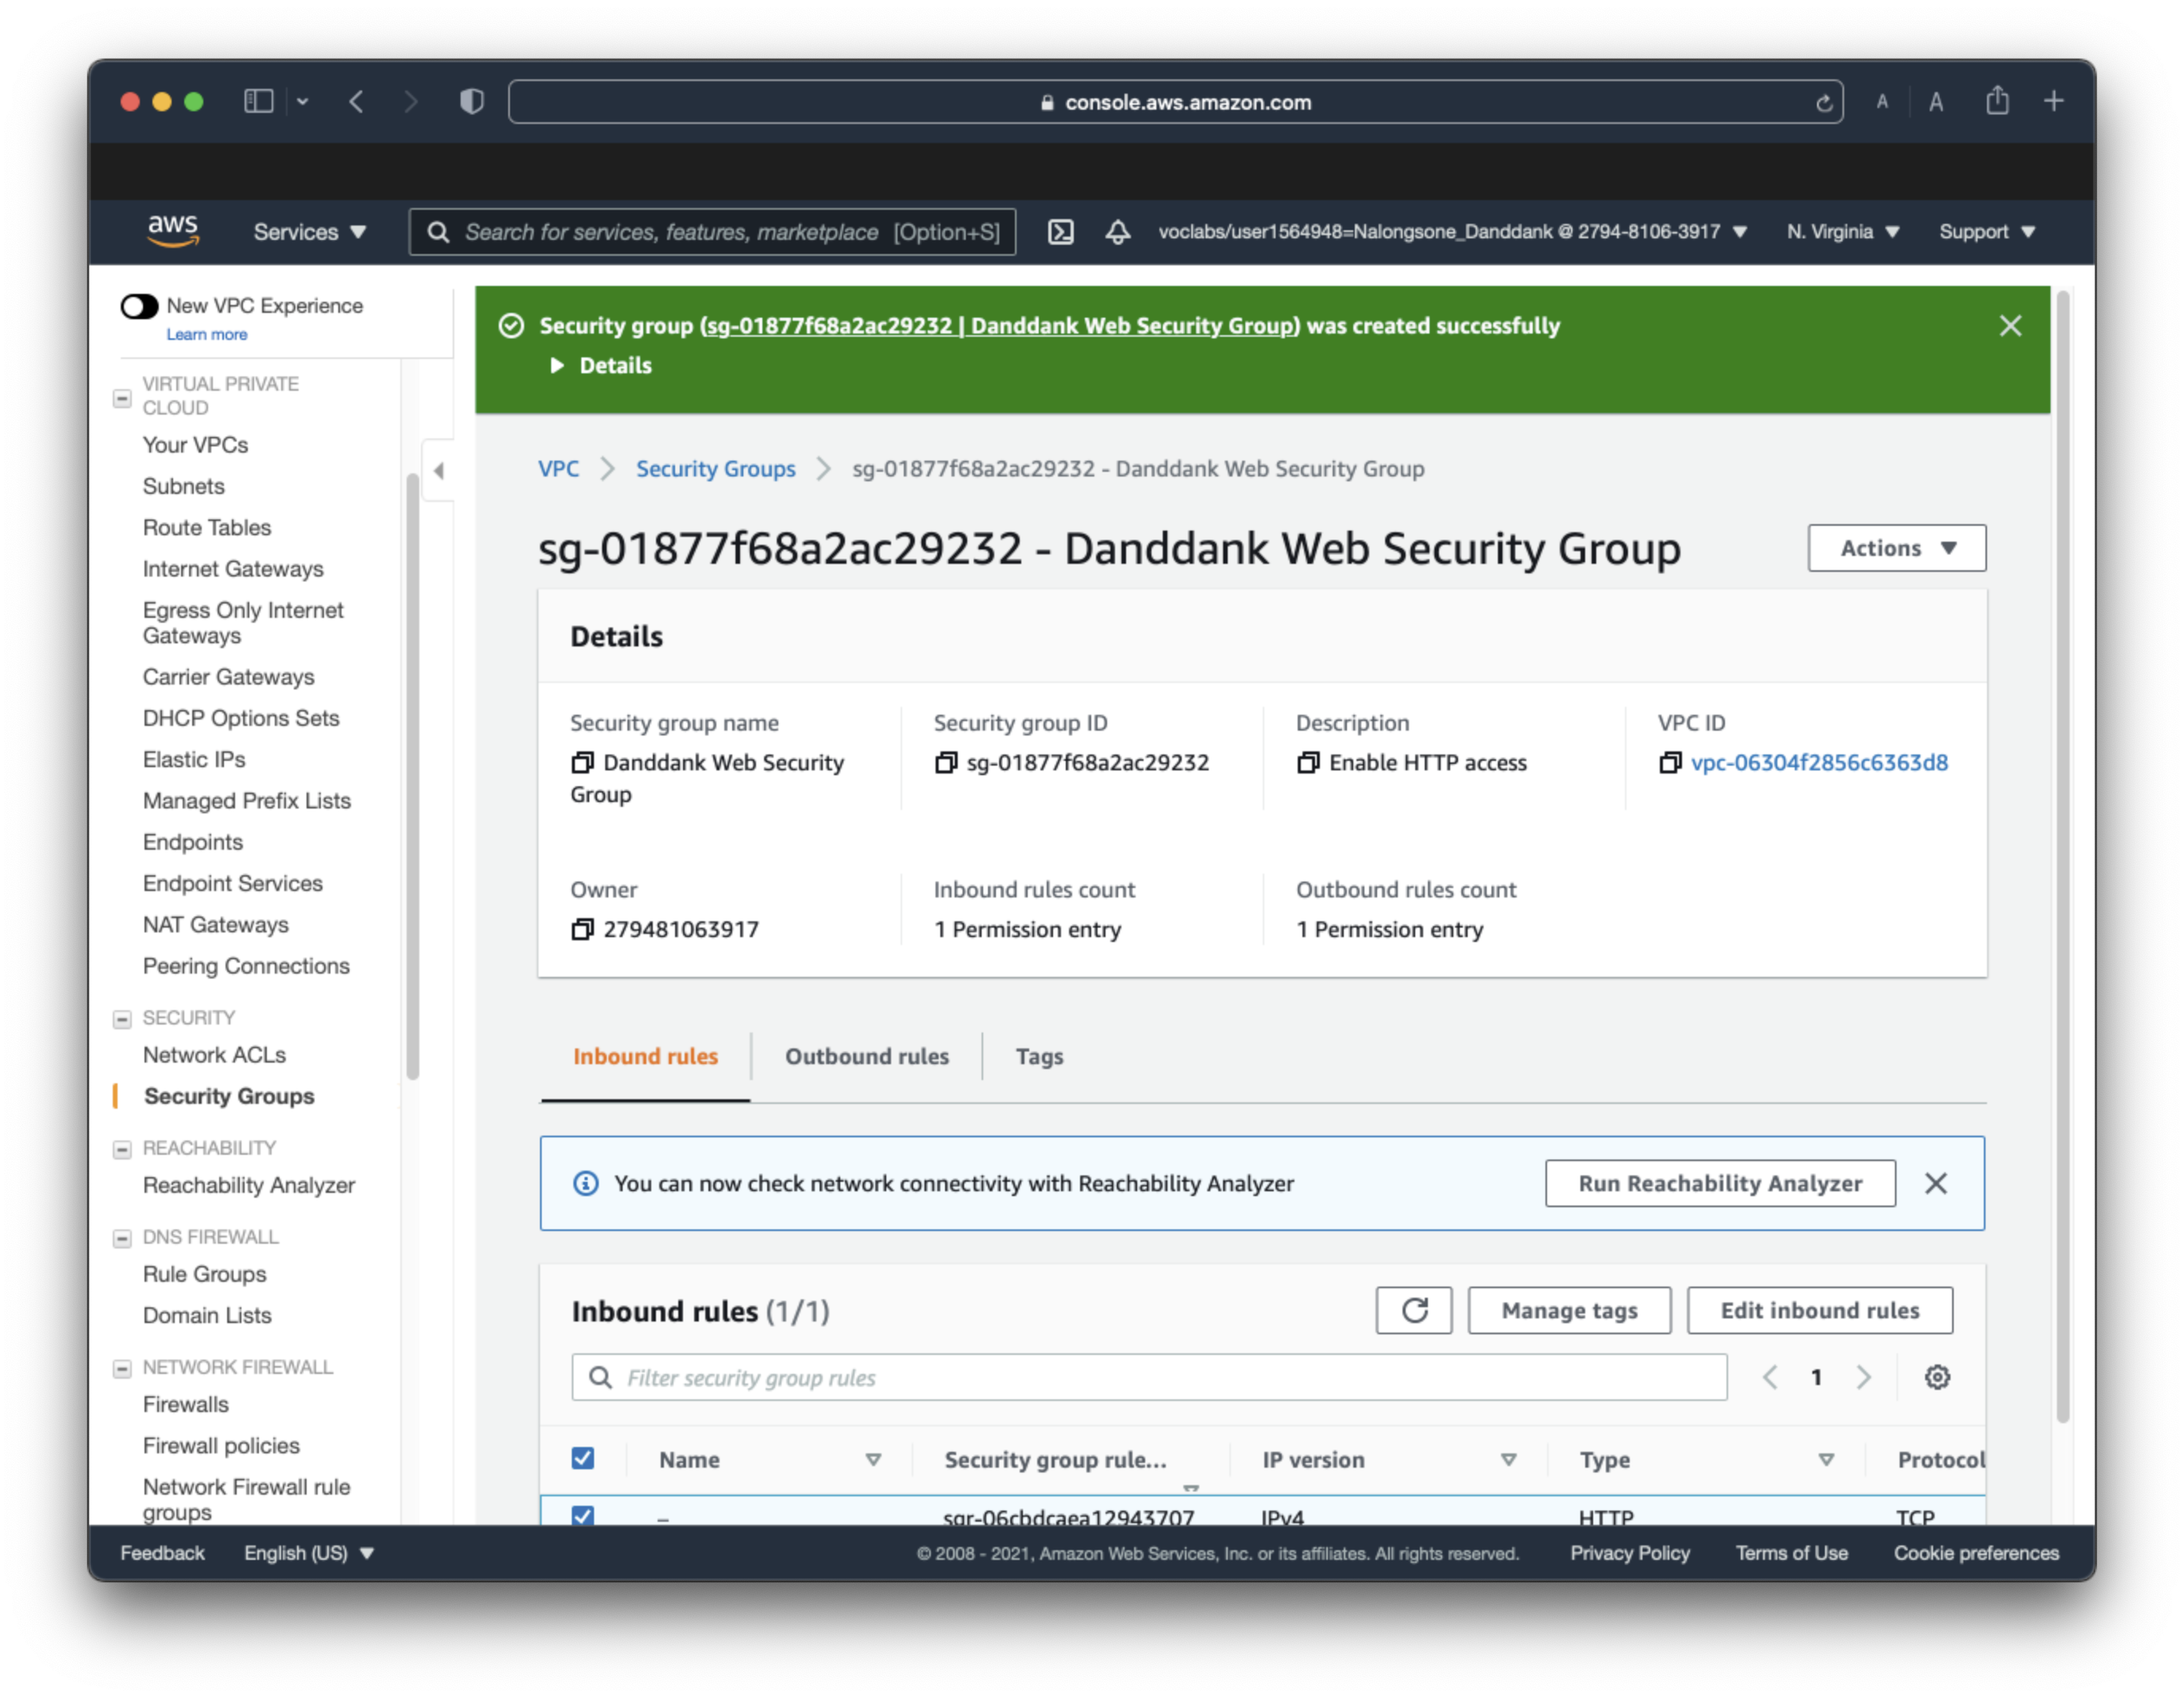 console.aws.amazon.com
A A
aws
Services
Search for services, features, marketplace [Option+S]
voclabs/user1564948=Nalongsone_Danddank @ 2794-8106-3917
N. Virginia
Support
New VPC Experience
Learn more
VIRTUAL PRIVATE
CLOUD
Your VPCs
Subnets
Route Tables
Internet Gateways
Egress Only Internet
Gateways
Carrier Gateways
DHCP Options Sets
Elastic IPs
Managed Prefix Lists
Endpoints
Endpoint Services
NAT Gateways
Peering Connections
SECURITY
Network ACLs
Security Groups
REACHABILITY
Reachability Analyzer
DNS FIREWALL
Rule Groups
Domain Lists
NETWORK FIREWALL
Firewalls
Firewall policies
Network Firewall rule
groups
Security group (sg-01877f68a2ac29232 | Danddank Web Security Group) was created successfully
Details
VPC
Security Groups
sg-01877f68a2ac29232 - Danddank Web Security Group
sg-01877f68a2ac29232 - Danddank Web Security Group
Actions
Details
Security group name
Danddank Web Security
Group
Security group ID
sg-01877f68a2ac29232
Description
Enable HTTP access
VPC ID
vpc-06304f2856c6363d8
Owner
279481063917
Inbound rules count
1 Permission entry
Outbound rules count
1 Permission entry
Inbound rules
Outbound rules
Tags
You can now check network connectivity with Reachability Analyzer
Run Reachability Analyzer
Inbound rules (1/1)
Manage tags
Edit inbound rules
Filter security group rules
1
Name
Security group rule...
IP version
Type
Protocol
–
sgr-06cbdcaea12943707
IPv4
HTTP
TCP
Feedback
English (US)
© 2008 - 2021, Amazon Web Services, Inc. or its affiliates. All rights reserved.
Privacy Policy
Terms of Use
Cookie preferences